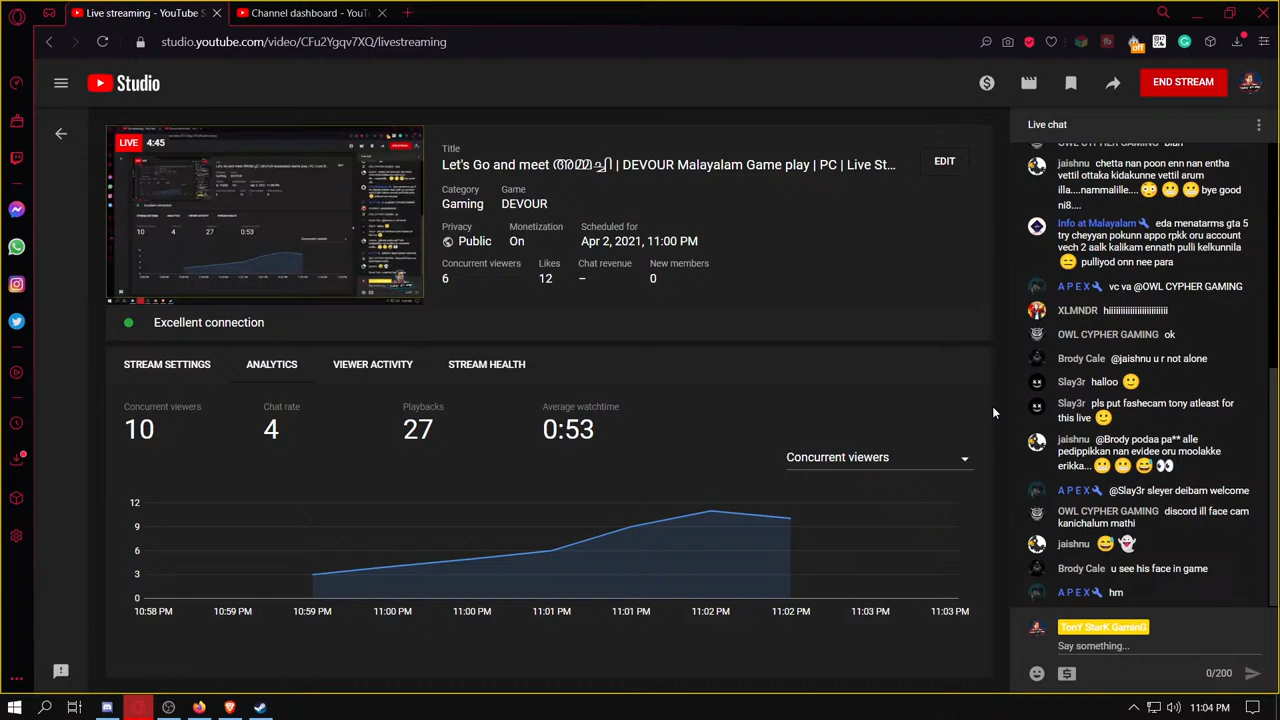 Live streaming - YouTube S
Channel dashboard - YouT
studio.youtube.com/video/CFu2Ygqv7XQ/livestreaming
off
Studio
END STREAM
LIVE 4:45
Title
Let's Go and meet അമ്മച്ചി | DEVOUR Malayalam Game play | PC | Live St...
EDIT
Category
Game
Gaming
DEVOUR
Privacy
Monetization
Scheduled for
Public
On
Apr 2, 2021, 11:00 PM
Concurrent viewers
Likes
Chat revenue
New members
6
12
–
0
Excellent connection
STREAM SETTINGS
ANALYTICS
VIEWER ACTIVITY
STREAM HEALTH
Concurrent viewers
Chat rate
Playbacks
Average watchtime
10
4
27
0:53
Concurrent viewers
12
9
6
3
0
10:58 PM
10:59 PM
10:59 PM
11:00 PM
11:00 PM
11:01 PM
11:01 PM
11:02 PM
11:02 PM
11:03 PM
11:03 PM
Live chat
jaishnu chetta nan poon enn nan entha
vettil ottaka kidakunne vettil arum
illa....nammalille....😳 😬 😬 bye good
ni8....
Info at Malayalam eda menatarns gta 5
try cheyyan pokunn appo rpkk oru account
vech 2 aalk kalikam ennath pulli kelkunnila
😑 pulliyod onn nee para
A P E X vc va @OWL CYPHER GAMING
XLMNDR hiiiiiiiiiiiiiiiiiiiiiiiiii
OWL CYPHER GAMING ok
Brody Cale @jaishnu u r not alone
Slay3r halloo 🙂
Slay3r pls put fashecam tony atleast for
this live 🙂
jaishnu @Brody podaa pa** alle
pedippikkan nan evidee oru moolakke
erikka... 😬 😬 😅 👀
A P E X @Slay3r sleyer deibam welcome
OWL CYPHER GAMING discord ill face cam
kanichalum mathi
jaishnu 😅 👻
Brody Cale u see his face in game
A P E X hm
TonY StarK GaminG
Say something...
0/200
11:04 PM